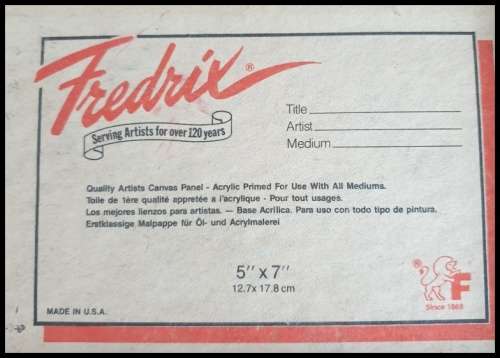 Fredrix®
Serving Artists for over 120 years
Title
Artist
Medium
Quality Artists Canvas Panel - Acrylic Primed For Use With All Mediums.
Toile de 1ère qualité appretée a l'acrylique - Pour tout usages.
Los mejores lienzos para artistas. — Base Acrilica. Para uso con todo tipo de pintura.
Erstklassige Malpappe für Öl- und Acrylmalerei
5" x 7"
12.7x 17.8 cm
® F
Since 1868
MADE IN U.S.A.